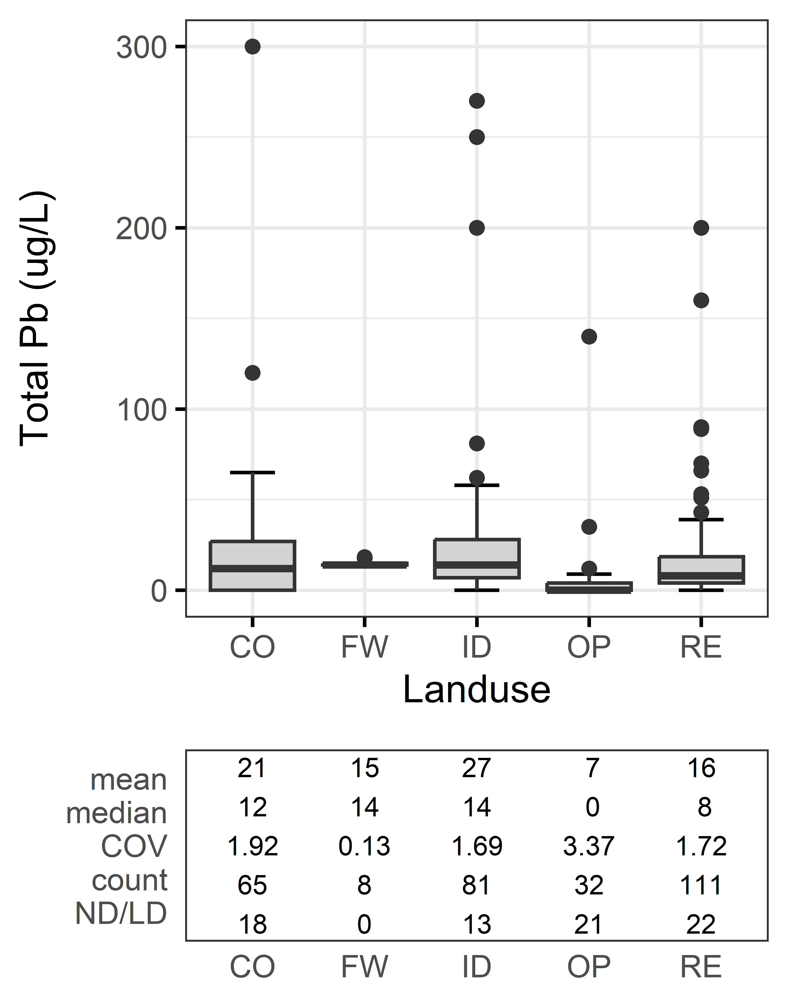 Total Pb (ug/L)
300
200
100
0
CO FW ID OP RE
Landuse
mean 21 15 27 7 16
median 12 14 14 0 8
COV 1.92 0.13 1.69 3.37 1.72
count 65 8 81 32 111
ND/LD 18 0 13 21 22
CO FW ID OP RE